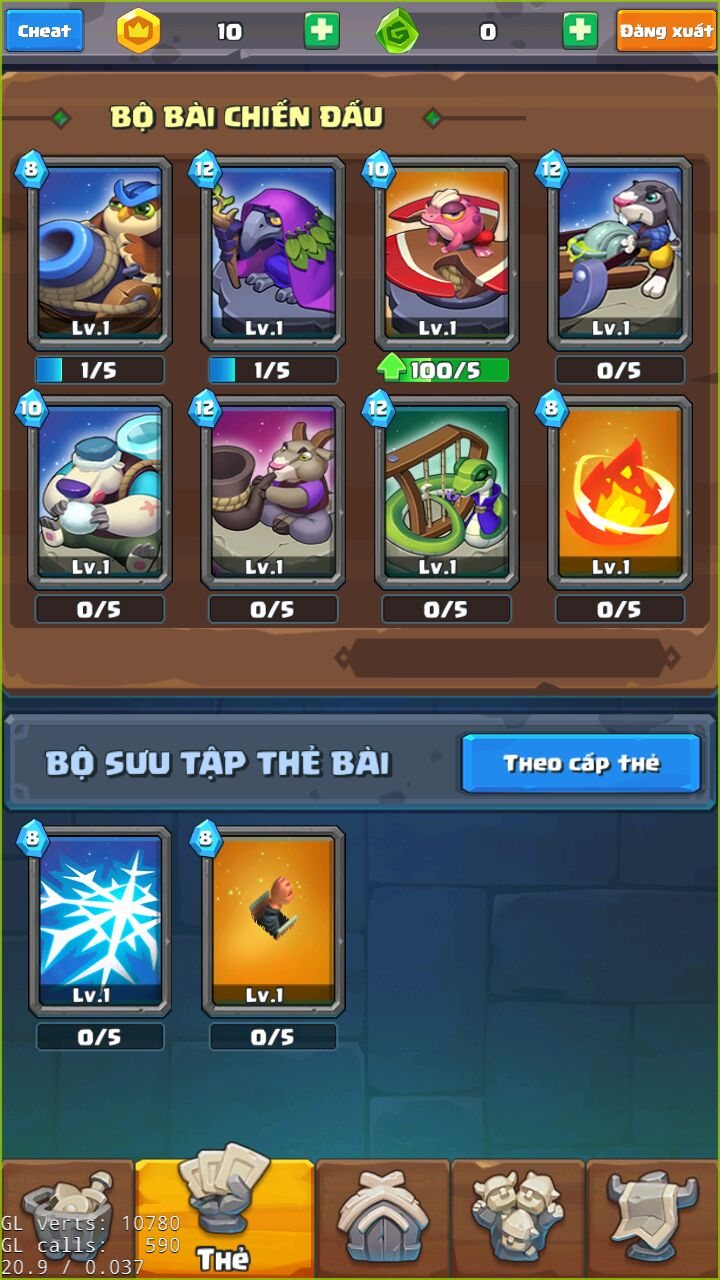 Cheat 10 0 Đăng xuất
BỘ BÀI CHIẾN ĐẤU
8 12 10 12
Lv.1 Lv.1 Lv.1 Lv.1
1/5 1/5 100/5 0/5
10 12 12 8
Lv.1 Lv.1 Lv.1 Lv.1
0/5 0/5 0/5 0/5
BỘ SƯU TẬP THẺ BÀI Theo cấp thẻ
8 8
Lv.1 Lv.1
0/5 0/5
GL verts: 10780
GL calls: 590
20.9 / 0.037
Thẻ